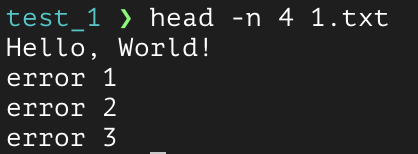 test_1 ❯ head -n 4 1.txt
Hello, World!
error 1
error 2
error 3